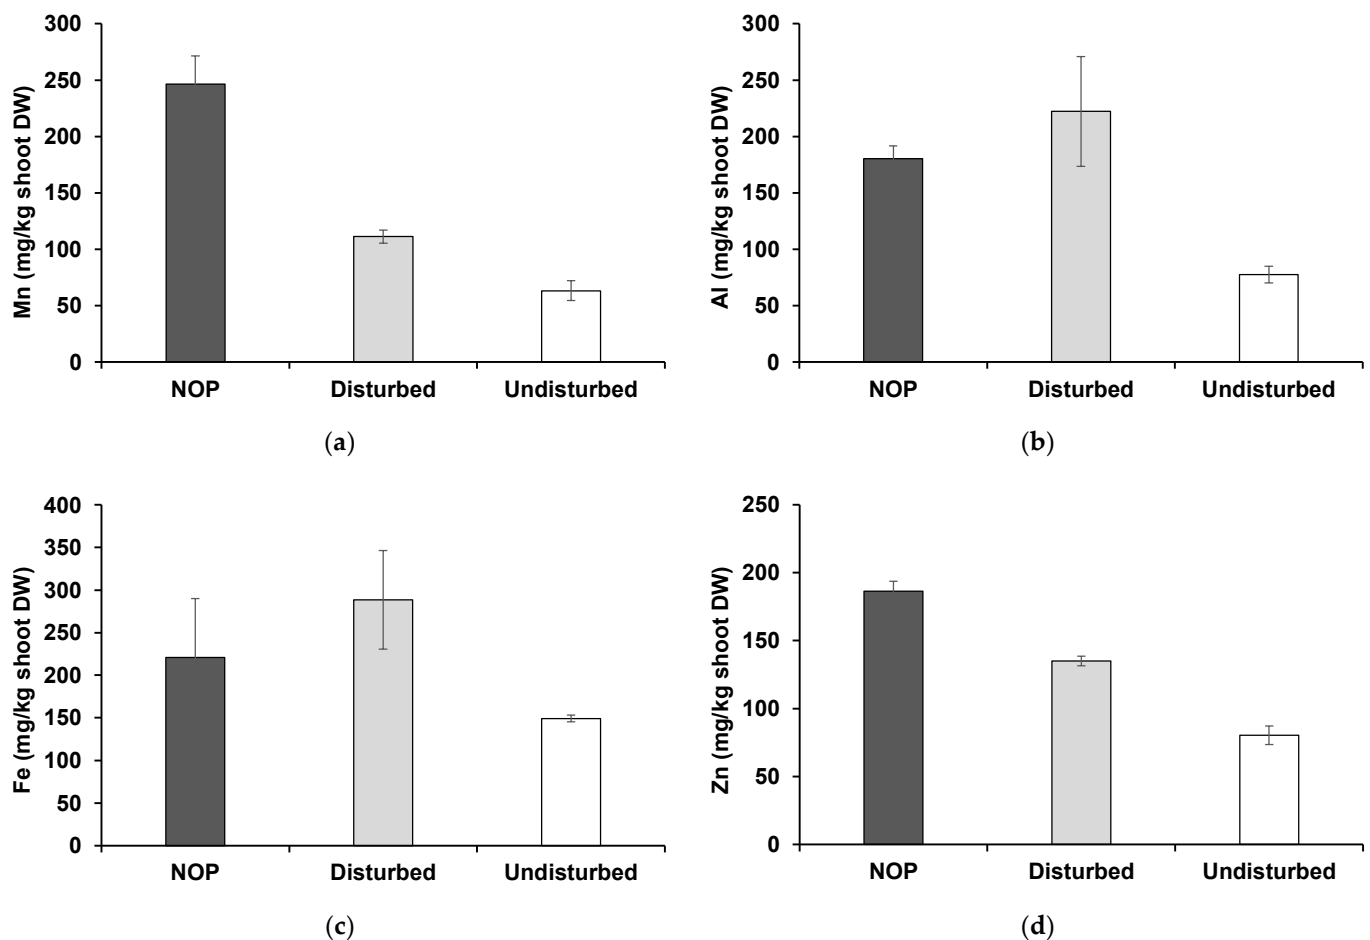 300
250
200
150
100
50
0
Mn (mg/kg shoot DW)
NOP Disturbed Undisturbed
(a)
300
250
200
150
100
50
0
Al (mg/kg shoot DW)
NOP Disturbed Undisturbed
(b)
400
350
300
250
200
150
100
50
0
Fe (mg/kg shoot DW)
NOP Disturbed Undisturbed
(c)
250
200
150
100
50
0
Zn (mg/kg shoot DW)
NOP Disturbed Undisturbed
(d)